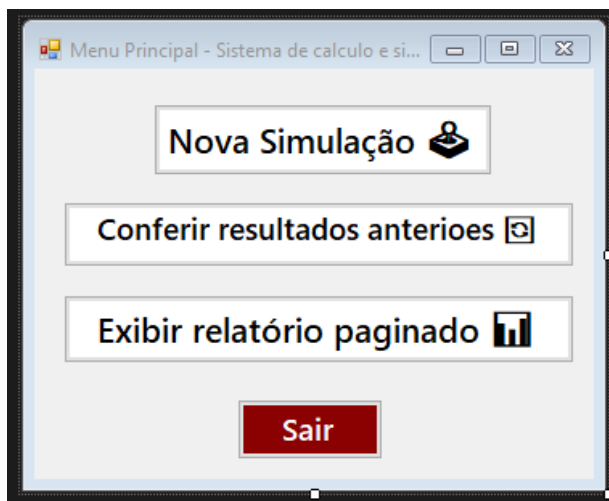 Menu Principal - Sistema de calculo e si...
Nova Simulação 🕹
Conferir resultados anterioes 🔄
Exibir relatório paginado 📊
Sair